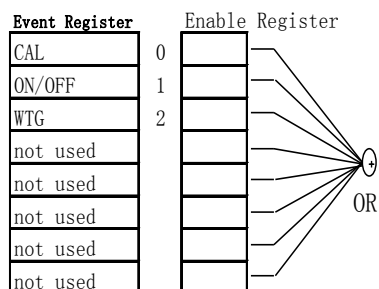 Event Register Enable Register
CAL 0
ON/OFF 1
WTG 2
not used
not used
not used
not used
not used
+
OR